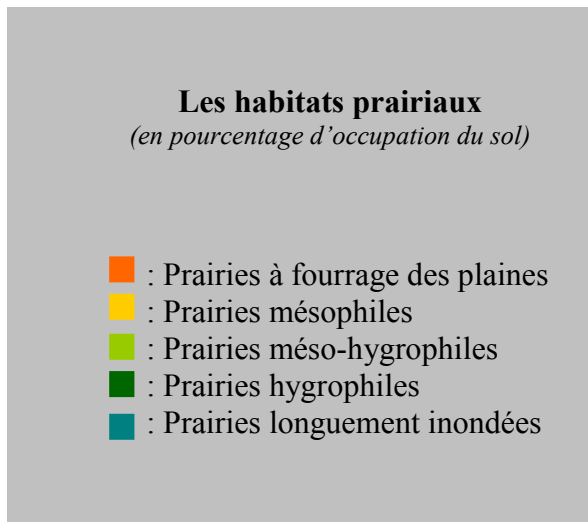 Les habitats prairiaux
(en pourcentage d'occupation du sol)
: Prairies à fourrage des plaines
: Prairies mésophiles
: Prairies méso-hygrophiles
: Prairies hygrophiles
: Prairies longuement inondées